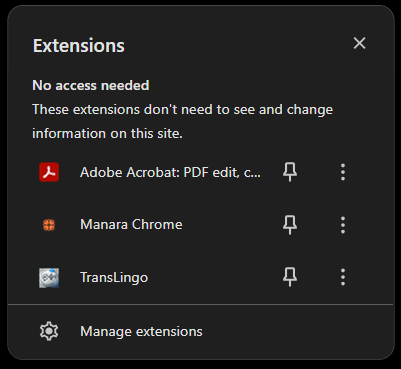 Extensions
No access needed
These extensions don't need to see and change
information on this site.
Adobe Acrobat: PDF edit, c...
Manara Chrome
TransLingo
Manage extensions